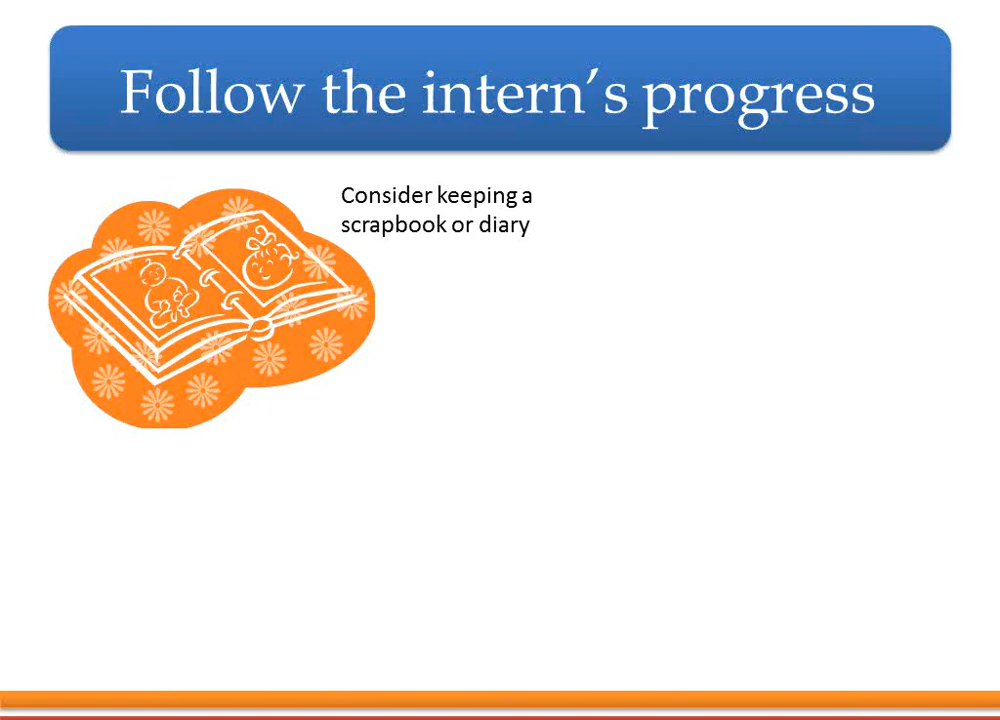 Follow the intern’s progress
Consider keeping a
scrapbook or diary